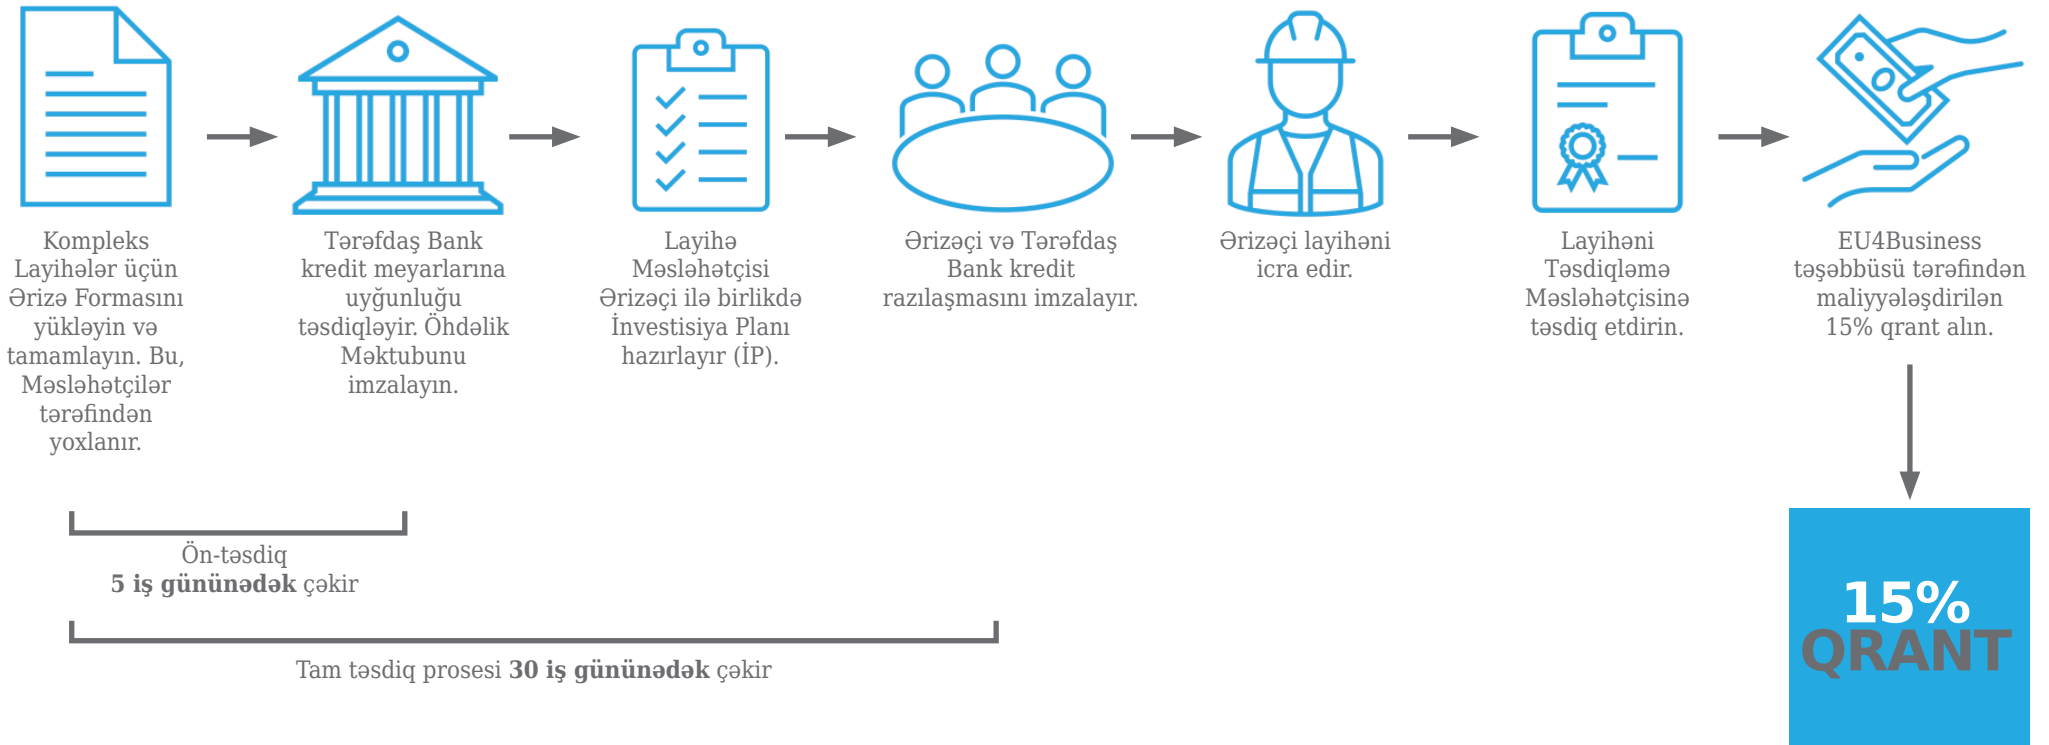 Kompleks
Layihələr üçün
Ərizə Formasını
yükləyin və
tamamlayın. Bu,
Məsləhətçilər
tərəfindən
yoxlanır.
Tərəfdaş Bank
kredit meyarlarına
uyğunluğu
təsdiqləyir. Öhdəlik
Məktubunu
imzalayın.
Layihə
Məsləhətçisi
Ərizəçi ilə birlikdə
İnvestisiya Planı
hazırlayır (İP).
Ərizəçi və Tərəfdaş
Bank kredit
razılaşmasını imzalayır.
Ərizəçi layihəni
icra edir.
Layihəni
Təsdiqləmə
Məsləhətçisinə
təsdiq etdirin.
EU4Business
təşəbbüsü tərəfindən
maliyyələşdirilən
15% qrant alın.
Ön-təsdiq
5 iş gününədək çəkir
Tam təsdiq prosesi 30 iş gününədək çəkir
15%
QRANT